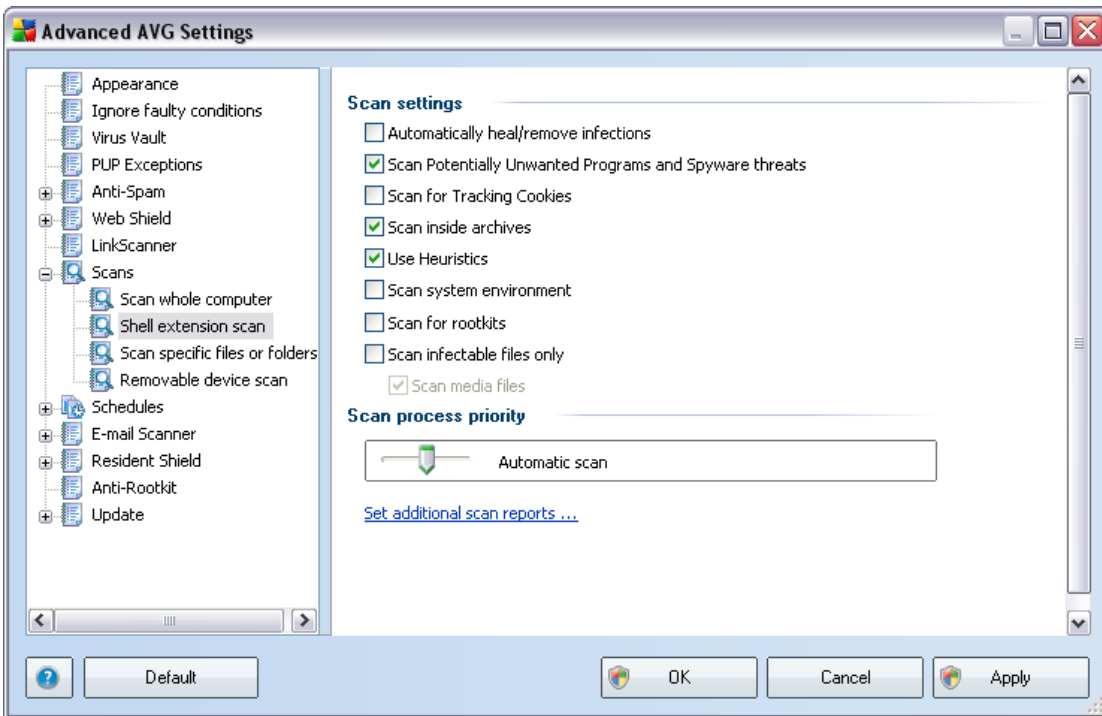 Advanced AVG Settings
Appearance
Ignore faulty conditions
Virus Vault
PUP Exceptions
Anti-Spam
Web Shield
LinkScanner
Scans
Scan whole computer
Shell extension scan
Scan specific files or folders
Removable device scan
Schedules
E-mail Scanner
Resident Shield
Anti-Rootkit
Update
Scan settings
Automatically heal/remove infections
Scan Potentially Unwanted Programs and Spyware threats
Scan for Tracking Cookies
Scan inside archives
Use Heuristics
Scan system environment
Scan for rootkits
Scan infectable files only
Scan media files
Scan process priority
Automatic scan
Set additional scan reports ...
Default
OK
Cancel
Apply